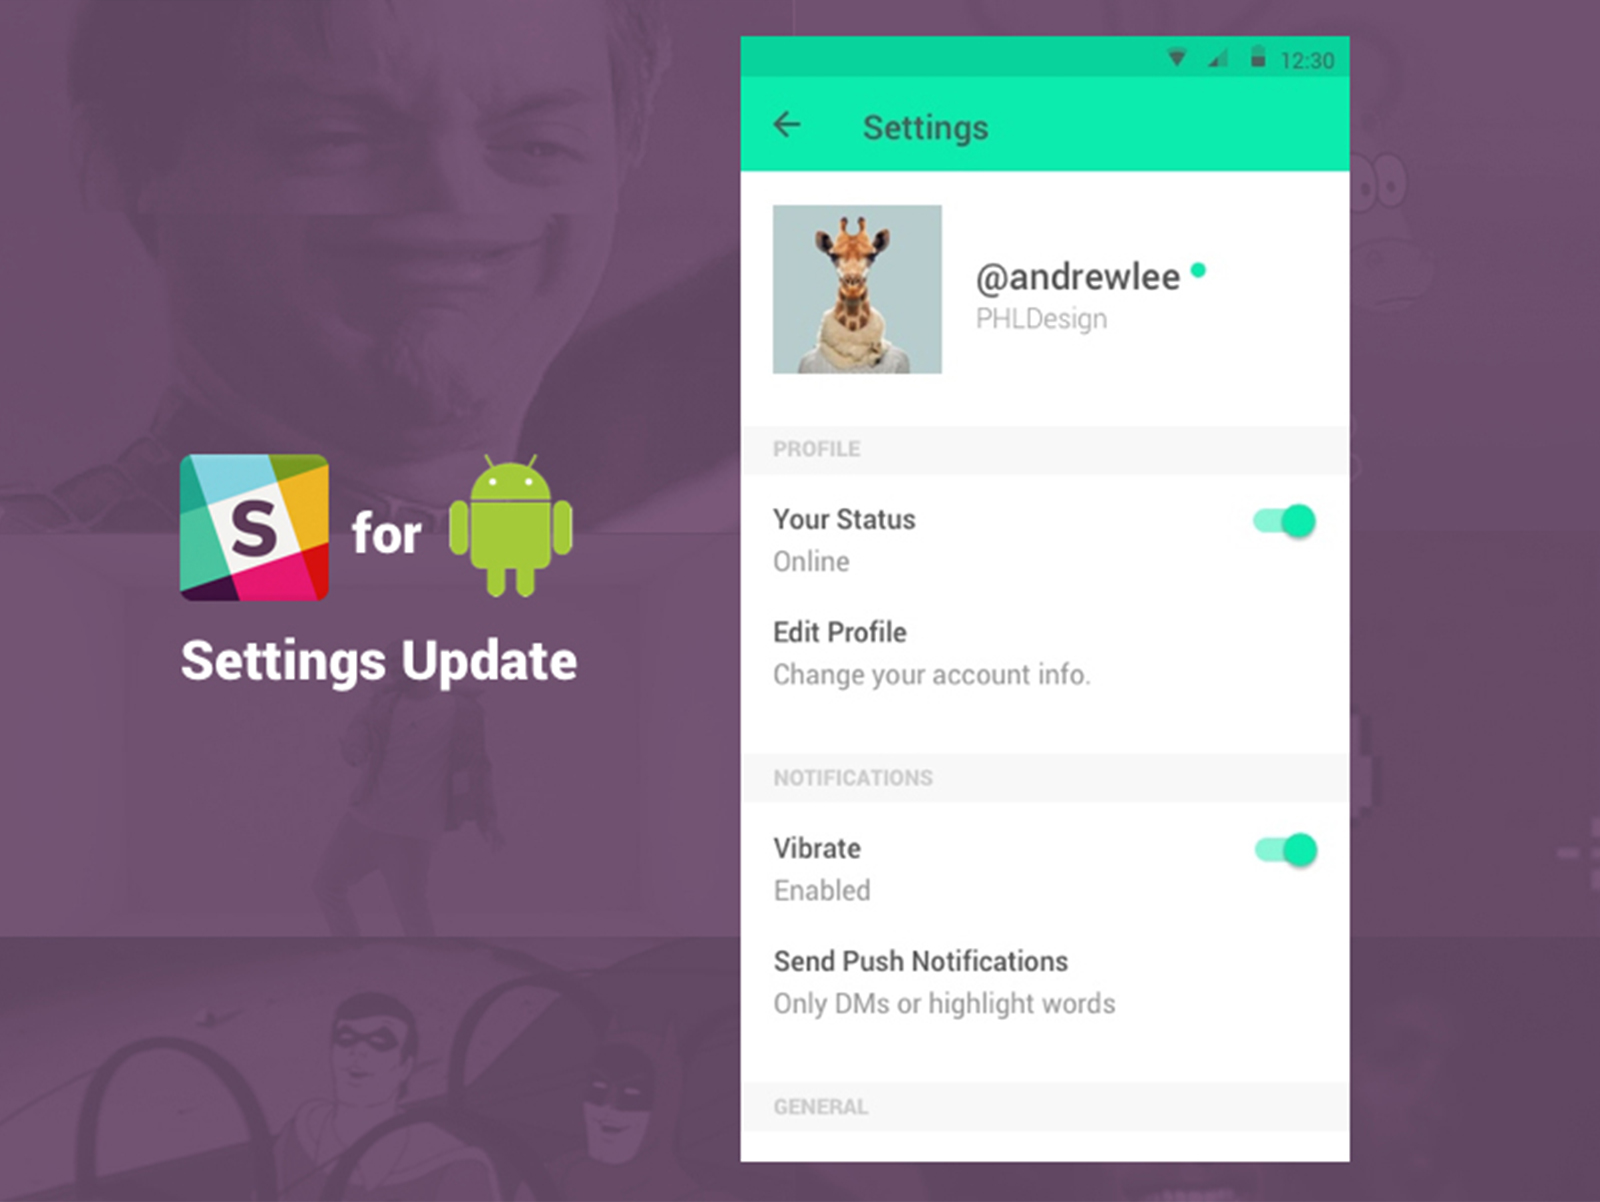 S for
Settings Update
12:30
Settings
@andrewlee
PHLDesign
PROFILE
Your Status
Online
Edit Profile
Change your account info.
NOTIFICATIONS
Vibrate
Enabled
Send Push Notifications
Only DMs or highlight words
GENERAL